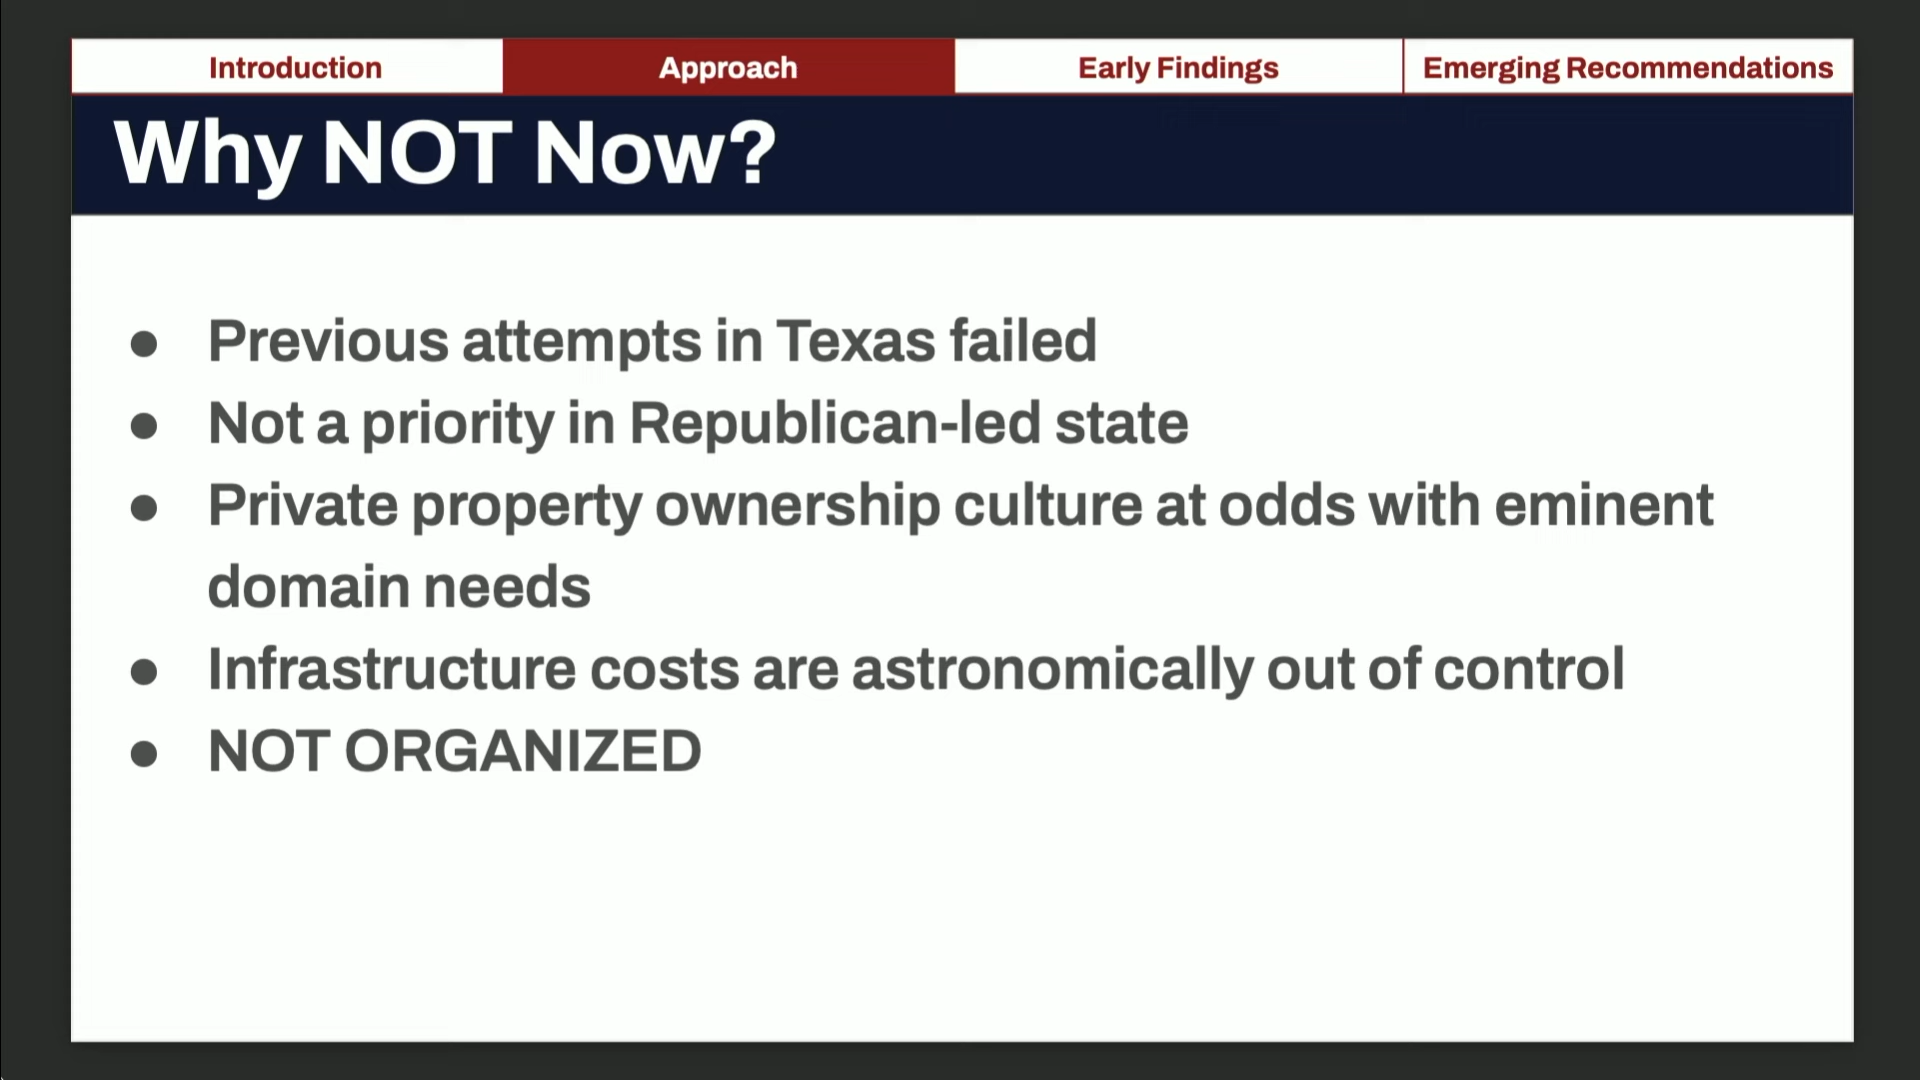 Introduction
Approach
Early Findings
Emerging Recommendations
Why NOT Now?
● Previous attempts in Texas failed
● Not a priority in Republican-led state
● Private property ownership culture at odds with eminent
domain needs
● Infrastructure costs are astronomically out of control
● NOT ORGANIZED